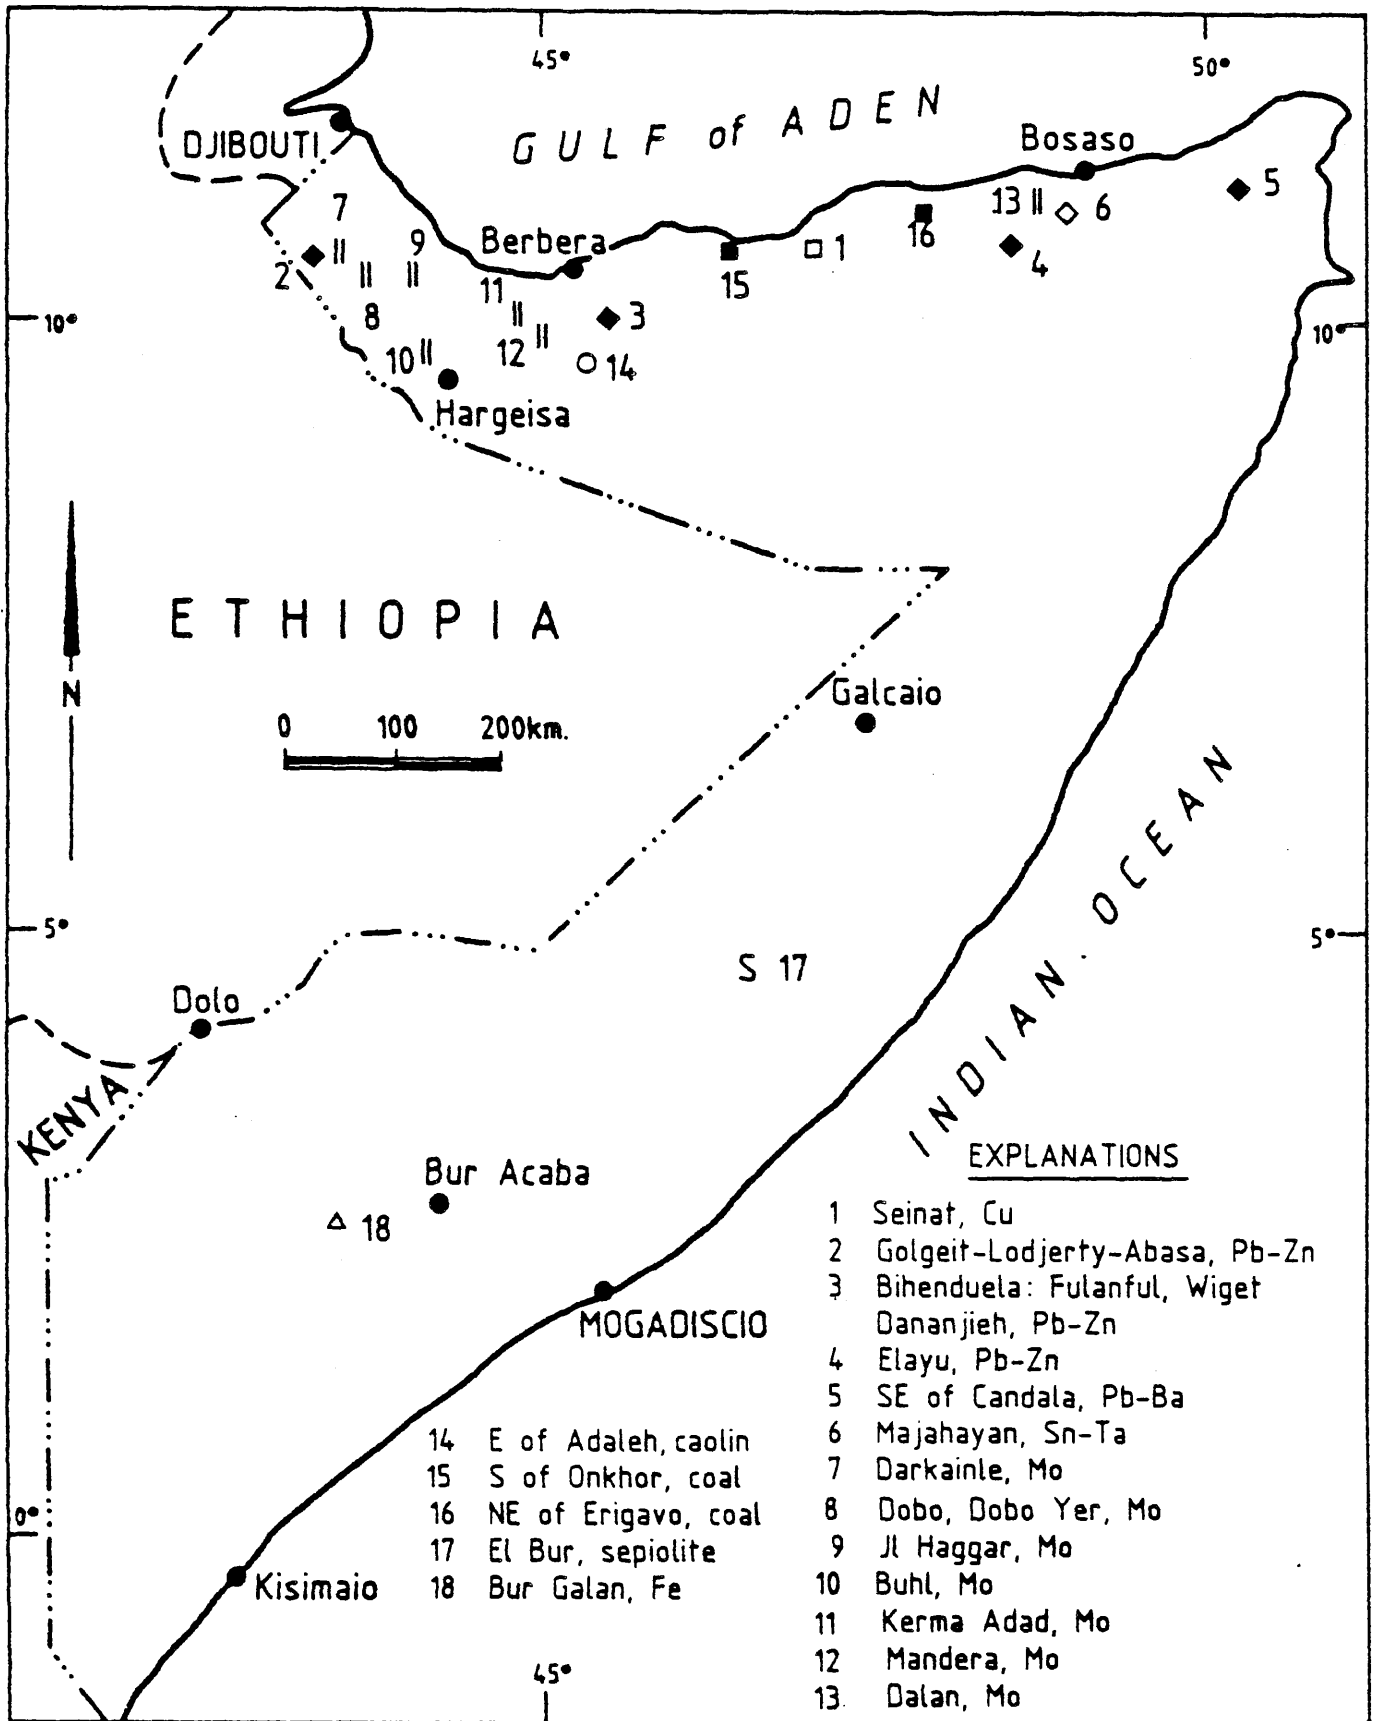 45°
50°
GULF of ADEN
DJIBOUTI
Bosaso
7
9
Berbera
13
6
5
2
11
15
1
16
4
10°
8
3
10°
10
12
14
Hargeisa
ETHIOPIA
N
Galcaio
0 100 200km.
INDIAN OCEAN
5°
5°
S 17
Dolo
KENYA
Bur Acaba
18
MOGADISCIO
0°
Kisimaio
45°
EXPLANATIONS
1 Seinat, Cu
2 Golgeit-Lodjerty-Abasa, Pb-Zn
3 Bihenduela: Fulanful, Wiget
Dananjieh, Pb-Zn
4 Elayu, Pb-Zn
5 SE of Candala, Pb-Ba
6 Majahayan, Sn-Ta
7 Darkainle, Mo
8 Dobo, Dobo Yer, Mo
9 Jl Haggar, Mo
10 Buhl, Mo
11 Kerma Adad, Mo
12 Mandera, Mo
13. Dalan, Mo
14 E of Adaleh, caolin
15 S of Onkhor, coal
16 NE of Erigavo, coal
17 El Bur, sepiolite
18 Bur Galan, Fe